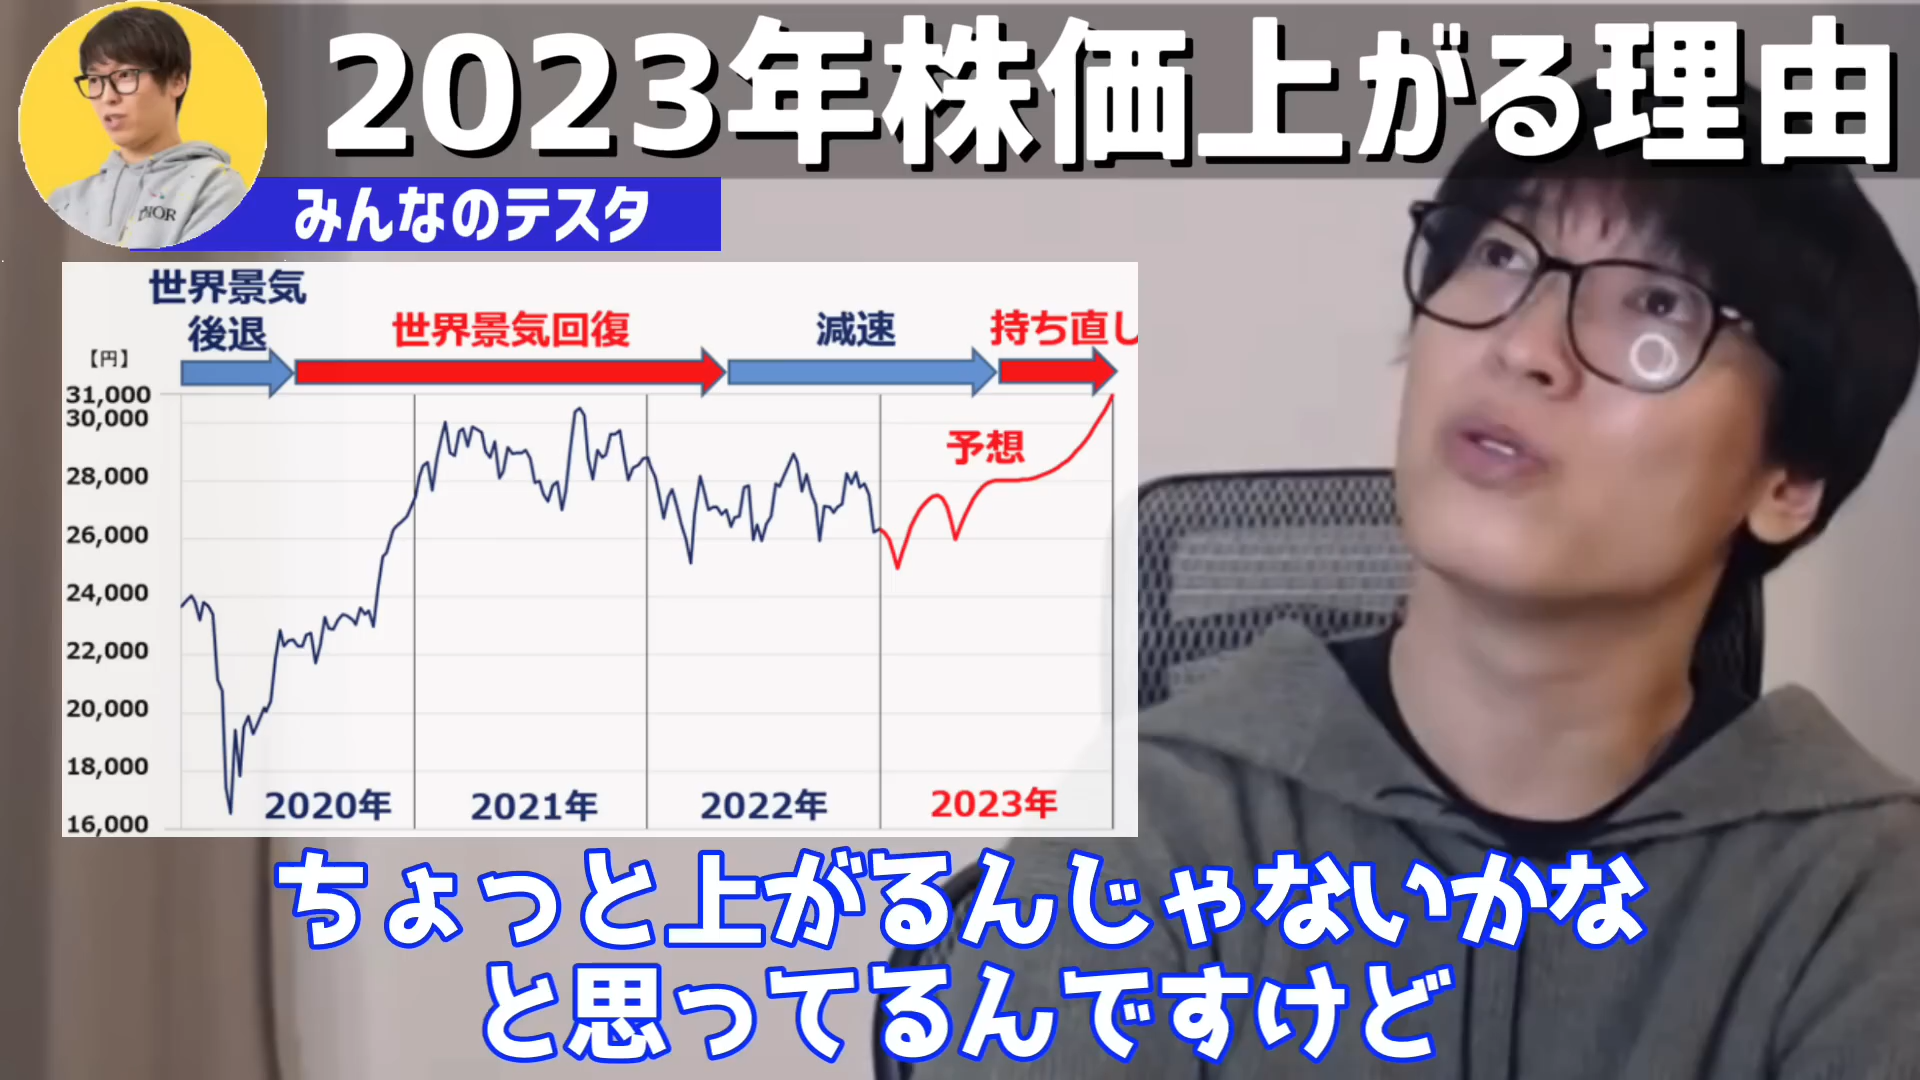 2023年株価上がる理由
みんなのテスタ
DIOR
世界景気
後退
世界景気回復
減速
持ち直し
【円】
31,000
30,000
28,000
26,000
24,000
22,000
20,000
18,000
16,000
予想
2020年
2021年
2022年
2023年
ちょっと上がるんじゃないかな
と思ってるんですけど